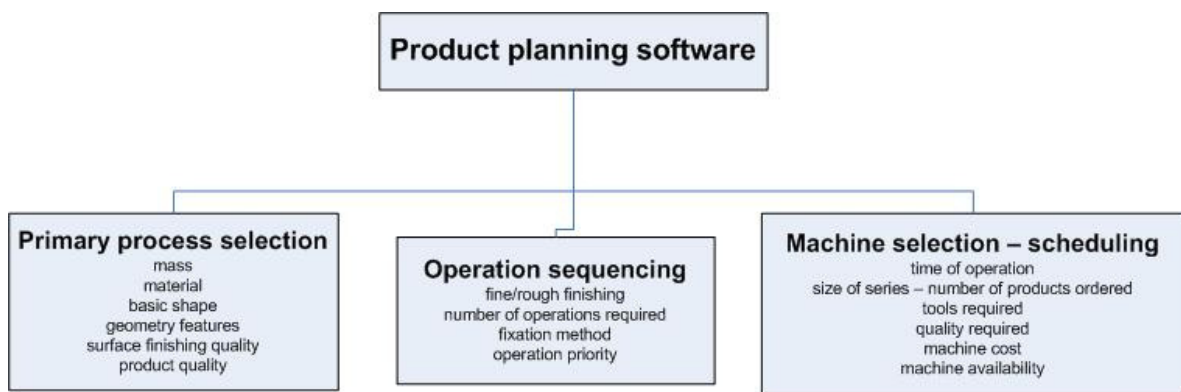 Product planning software
Primary process selection
mass
material
basic shape
geometry features
surface finishing quality
product quality
Operation sequencing
fine/rough finishing
number of operations required
fixation method
operation priority
Machine selection – scheduling
time of operation
size of series – number of products ordered
tools required
quality required
machine cost
machine availability